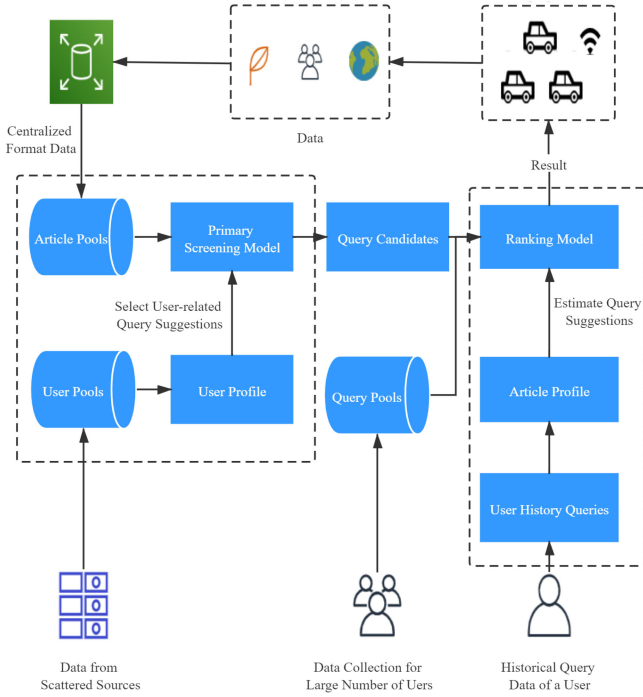 Data
Centralized
Format Data
Result
Article Pools
Primary
Screening Model
Query Candidates
Ranking Model
Select User-related
Query Suggestions
Estimate Query
Suggestions
User Pools
User Profile
Query Pools
Article Profile
User History Queries
Data from
Scattered Sources
Data Collection for
Large Number of Uers
Historical Query
Data of a User